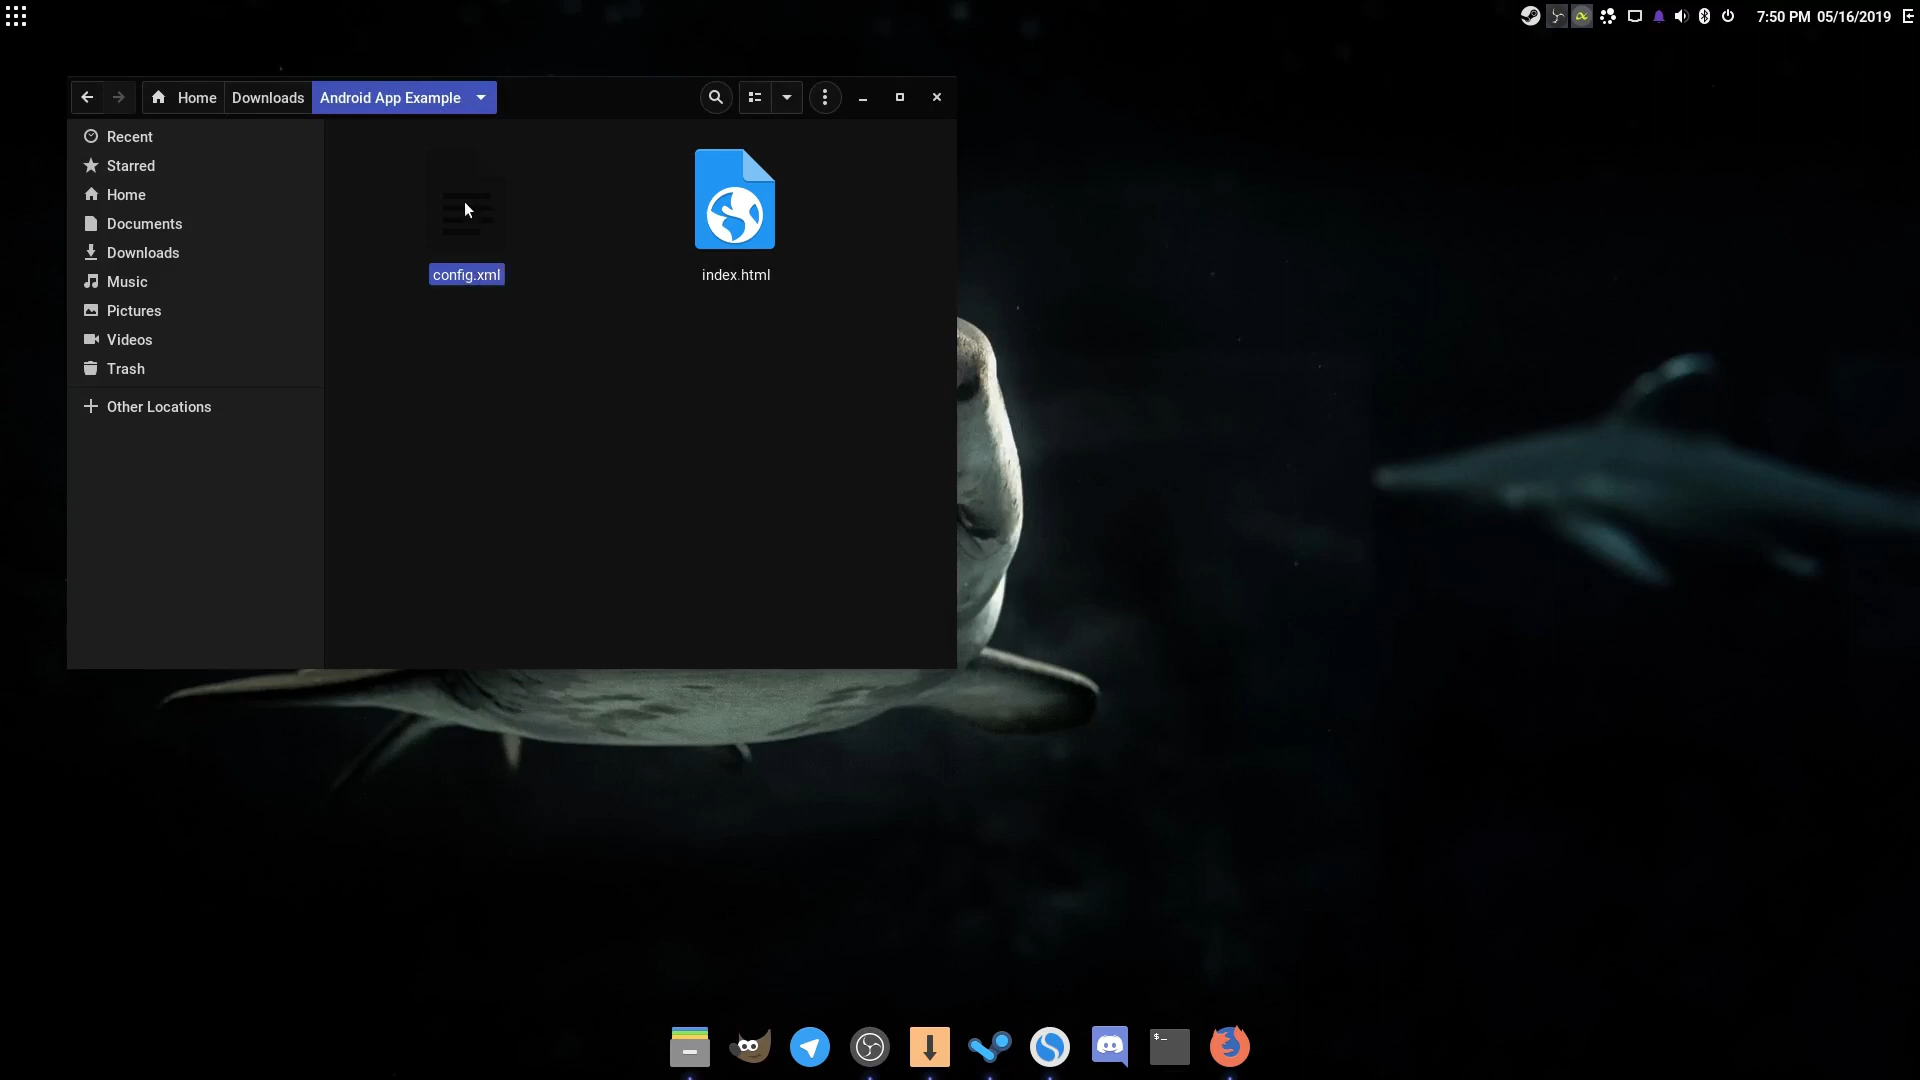 7:50 PM 05/16/2019
Home
Downloads
Android App Example
Recent
Starred
Home
Documents
Downloads
Music
Pictures
Videos
Trash
Other Locations
config.xml
index.html
$_